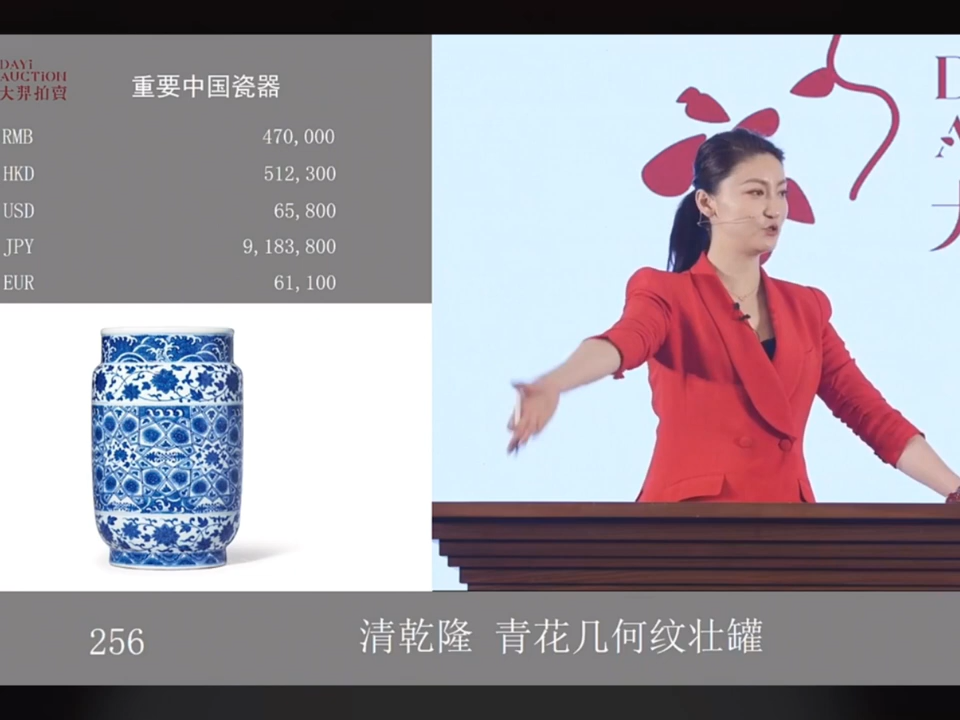 DAYi
AUCTiON
大羿拍賣
重要中国瓷器
RMB 470,000
HKD 512,300
USD 65,800
JPY 9,183,800
EUR 61,100
256 清乾隆 青花几何纹壮罐